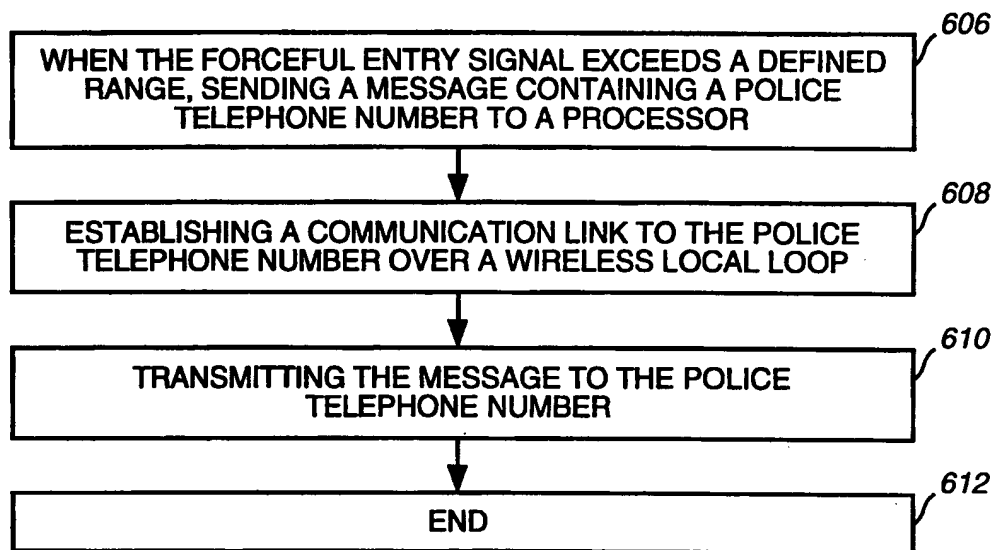 606
WHEN THE FORCEFUL ENTRY SIGNAL EXCEEDS A DEFINED
RANGE, SENDING A MESSAGE CONTAINING A POLICE
TELEPHONE NUMBER TO A PROCESSOR
608
ESTABLISHING A COMMUNICATION LINK TO THE POLICE
TELEPHONE NUMBER OVER A WIRELESS LOCAL LOOP
610
TRANSMITTING THE MESSAGE TO THE POLICE
TELEPHONE NUMBER
612
END